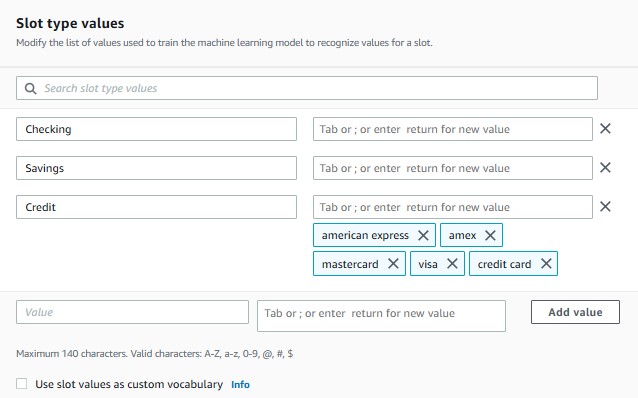 Slot type values
Modify the list of values used to train the machine learning model to recognize values for a slot.
Search slot type values
Checking Tab or ; or enter return for new value
Savings Tab or ; or enter return for new value
Credit Tab or ; or enter return for new value
american express amex
mastercard visa credit card
Value Tab or ; or enter return for new value Add value
Maximum 140 characters. Valid characters: A-Z, a-z, 0-9, @, #, $
Use slot values as custom vocabulary Info